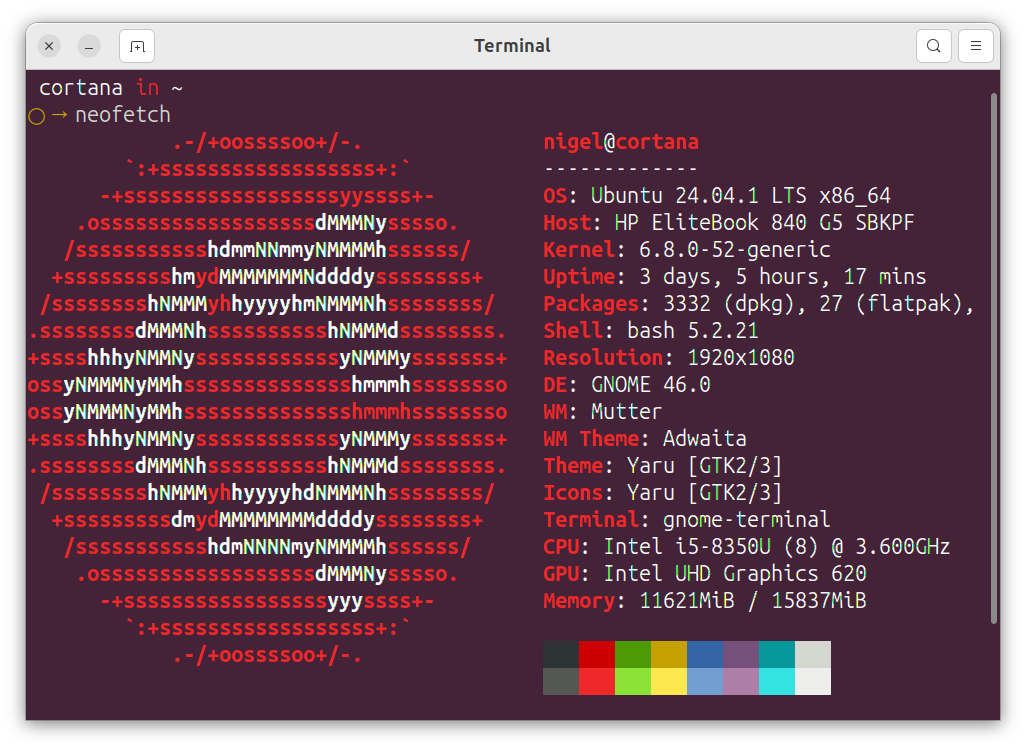 Terminal
cortana in ~
○ → neofetch
.-/+oossssoo+/-.
`:+ssssssssssssssssss+:`
-+ssssssssssssssssssyyssss+-
.ossssssssssssssssssdMMMNysssso.
/ssssssssssshdmmNNmmyNMMMMhssssss/
+ssssssssshmydMMMMMMMNddddyssssssss+
/sssssssshNMMMyhhyyyyhmNMMMNhssssssss/
.ssssssssdMMMNhsssssssssshNMMMdssssssss.
+sssshhhyNMMNyssssssssssssyNMMMysssssss+
ossyNMMMNyMMhsssssssssssssshmmmhssssssso
ossyNMMMNyMMhsssssssssssssshmmmhssssssso
+sssshhhyNMMNyssssssssssssyNMMMysssssss+
.ssssssssdMMMNhsssssssssshNMMMdssssssss.
/sssssssshNMMMyhhyyyyhdNMMMNhssssssss/
+sssssssssdmydMMMMMMMMddddyssssssss+
/ssssssssssshdmNNNNmyNMMMMhssssss/
.ossssssssssssssssssdMMMNysssso.
-+sssssssssssssssssyyyssss+-
`:+ssssssssssssssssss+:`
.-/+oossssoo+/-.
nigel@cortana
-------------
OS: Ubuntu 24.04.1 LTS x86_64
Host: HP EliteBook 840 G5 SBKPF
Kernel: 6.8.0-52-generic
Uptime: 3 days, 5 hours, 17 mins
Packages: 3332 (dpkg), 27 (flatpak),
Shell: bash 5.2.21
Resolution: 1920x1080
DE: GNOME 46.0
WM: Mutter
WM Theme: Adwaita
Theme: Yaru [GTK2/3]
Icons: Yaru [GTK2/3]
Terminal: gnome-terminal
CPU: Intel i5-8350U (8) @ 3.600GHz
GPU: Intel UHD Graphics 620
Memory: 11621MiB / 15837MiB